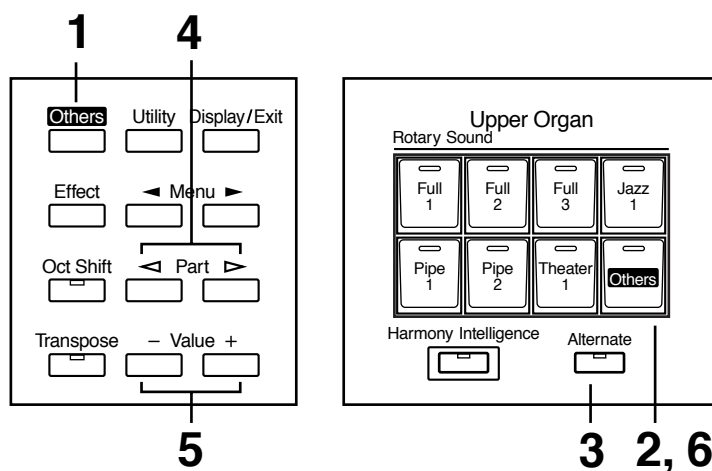 1
4
Others Utility Display/Exit
Effect ◄ Menu ►
Oct Shift ◅ Part ▻
Transpose – Value +
5
Upper Organ
Rotary Sound
Full 1
Full 2
Full 3
Jazz 1
Pipe 1
Pipe 2
Theater 1
Others
Harmony Intelligence
Alternate
3
2, 6